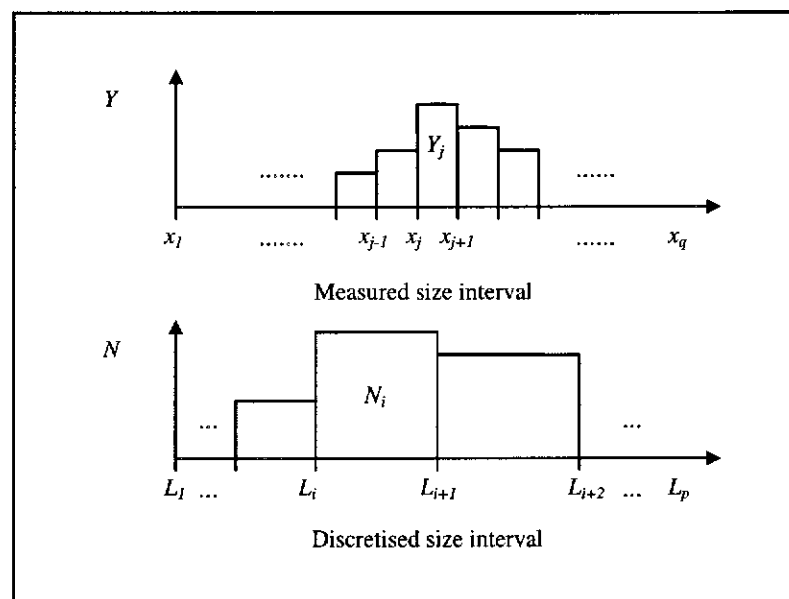 Y
Y_j
........ ......
x_1 ........ x_{j-1} x_j x_{j+1} ...... x_q
Measured size interval
N
N_i
... ...
L_1 ... L_i L_{i+1} L_{i+2} ... L_p
Discretised size interval